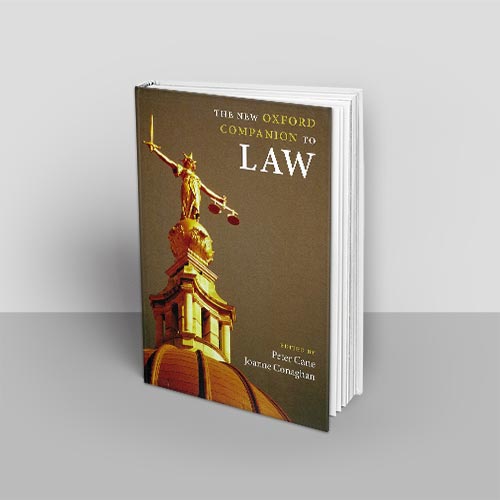 THE NEW OXFORD
COMPANION TO
LAW
EDITED BY
Peter Cane
Joanne Conaghan